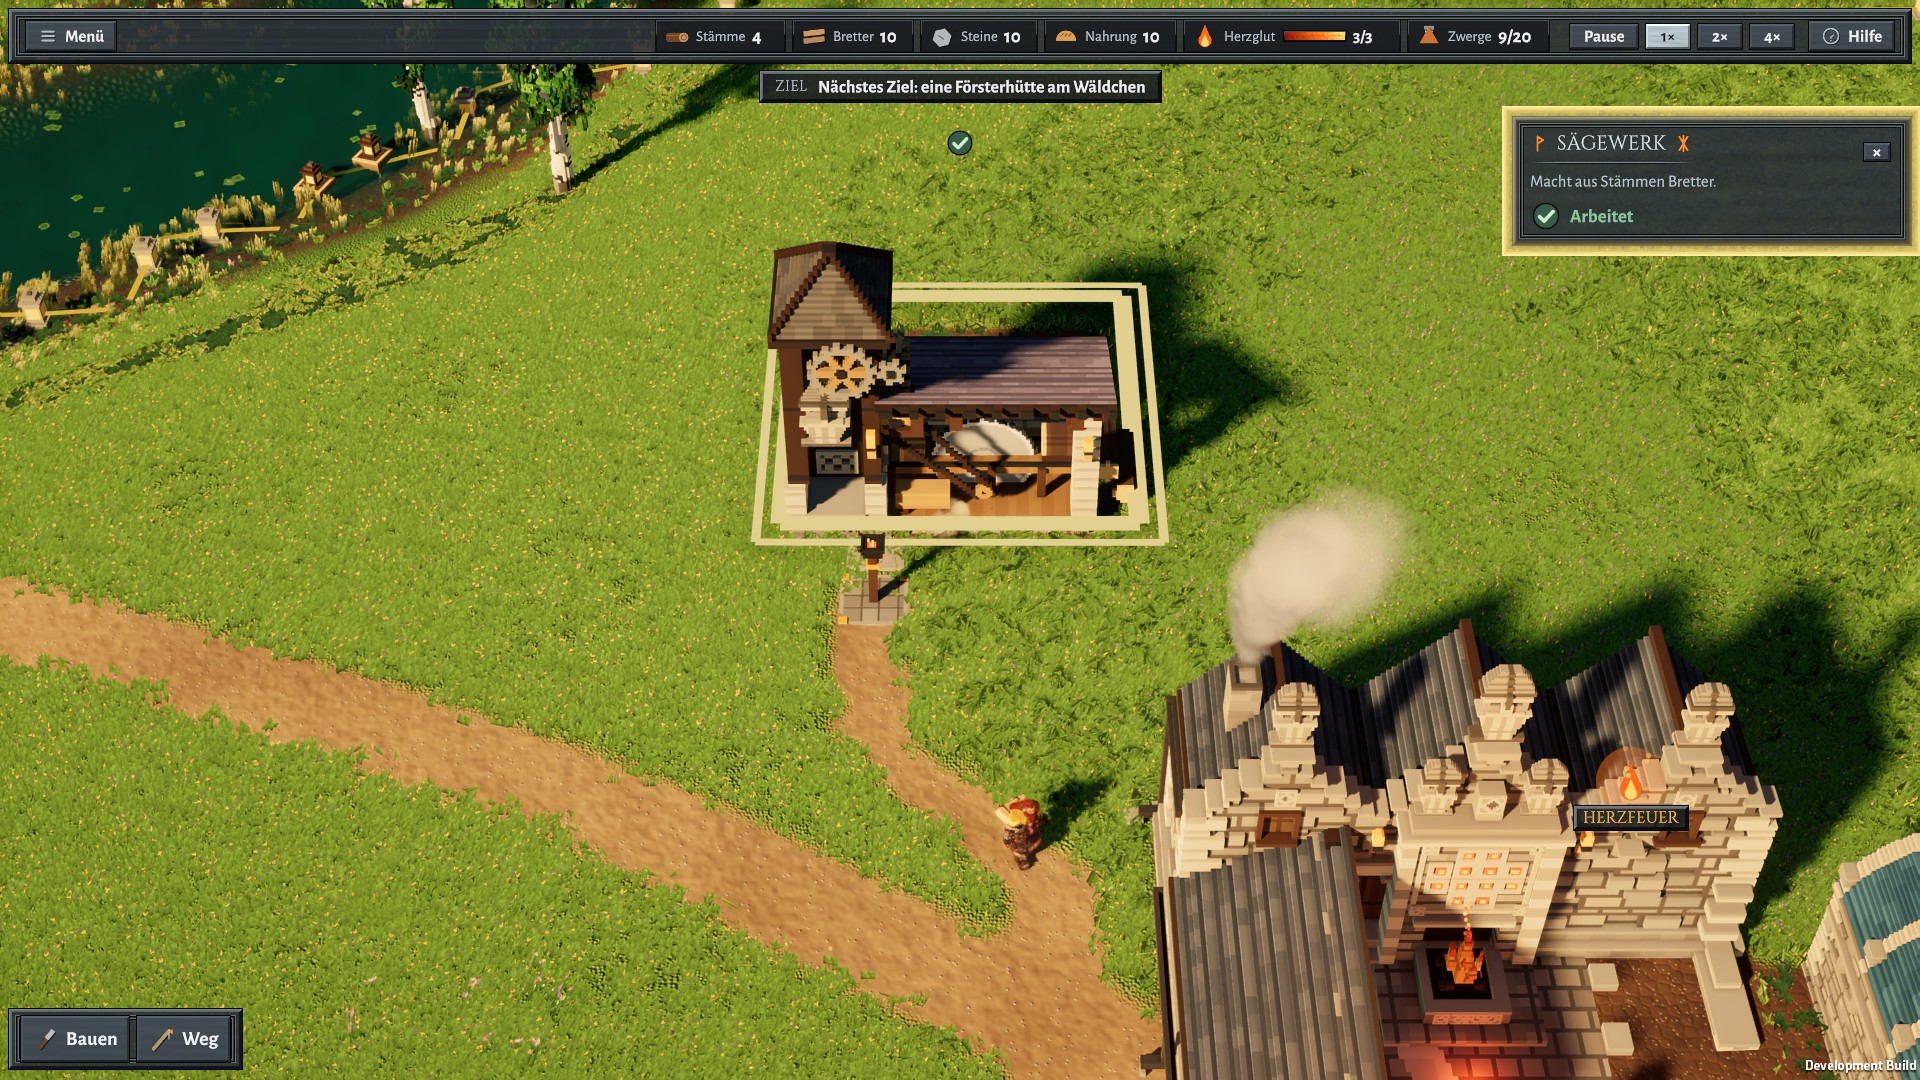 Menü
Stämme 4
Bretter 10
Steine 10
Nahrung 10
Herzglut 3/3
Zwerge 9/20
Pause
1×
2×
4×
Hilfe
ZIEL Nächstes Ziel: eine Försterhütte am Wäldchen
SÄGEWERK
×
Macht aus Stämmen Bretter.
Arbeitet
HERZFEUER
Bauen
Weg
Development Build